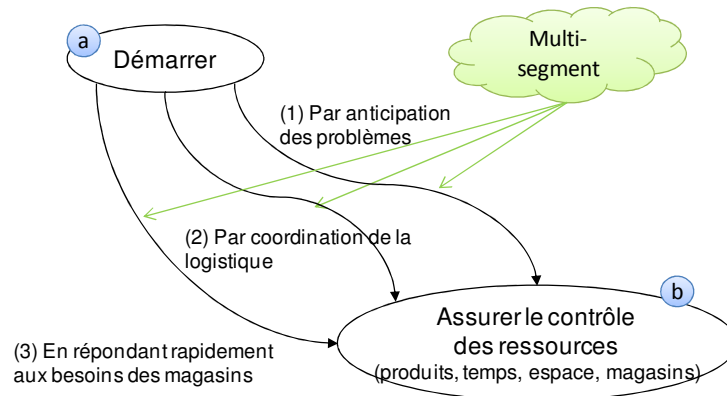 a
Démarrer
Multi-
segment
(1) Par anticipation
des problèmes
(2) Par coordination de la
logistique
b
Assurer le contrôle
des ressources
(produits, temps, espace, magasins)
(3) En répondant rapidement
aux besoins des magasins